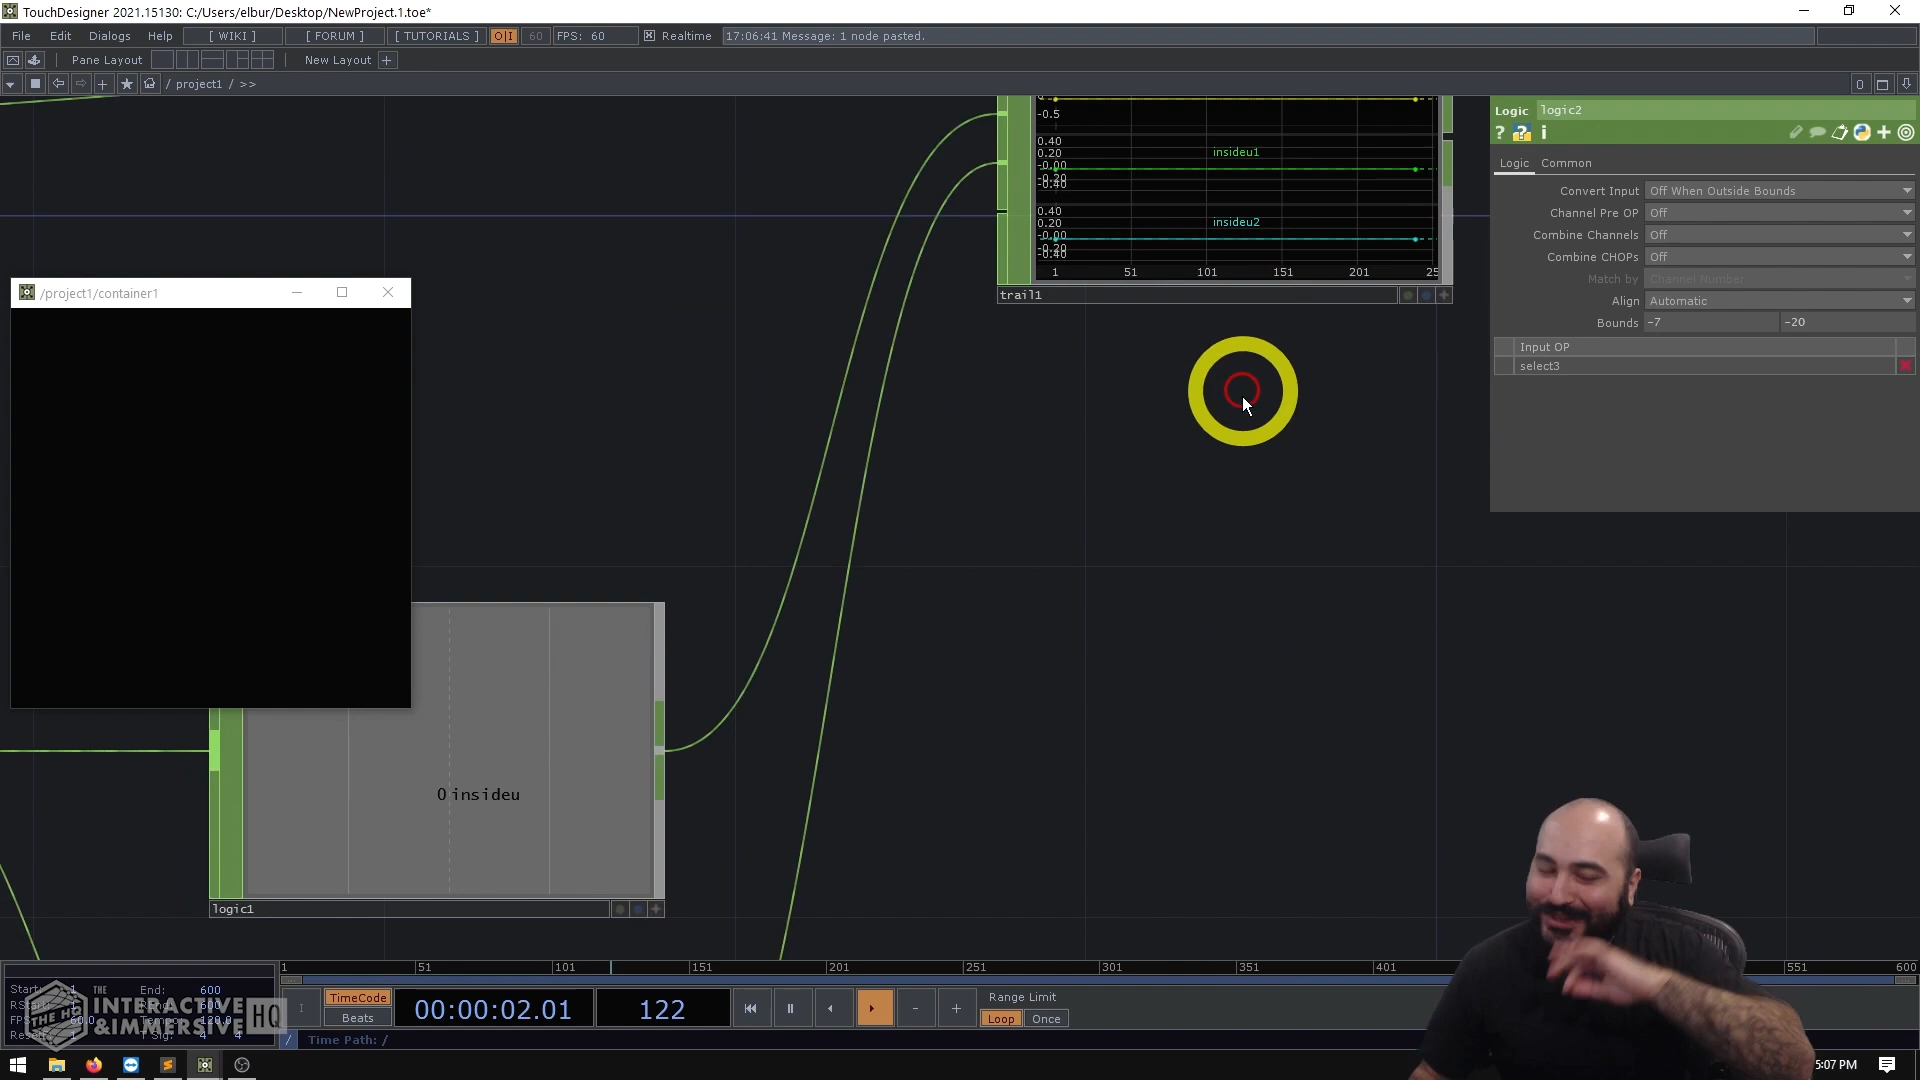 TouchDesigner 2021.15130: C:/Users/elbur/Desktop/NewProject.1.toe*
File Edit Dialogs Help [ WIKI ] [ FORUM ] [ TUTORIALS ] O|I 60 FPS: 60 Realtime 17:06:41 Message: 1 node pasted.
Pane Layout New Layout +
/ project1 / >> 0
Logic logic2
-0.5
? ? i
0.40
0.20 insideu1
-0.00
-0.20
-0.40
Logic Common
Convert Input Off When Outside Bounds
Channel Pre OP Off
0.40
0.20 insideu2
-0.00
-0.20
-0.40
Combine Channels Off
Combine CHOPs Off
1 51 101 151 201 25
Match by Channel Number
Align Automatic
trail1
Bounds -7 -20
Input OP
select3
/project1/container1
0 insideu
logic1
1 51 101 151 201 251 301 351 401 551 600
Start: 1 End: 600
TimeCode
Beats
00:00:02.01
122
- +
Range Limit
Loop Once
THE
INTERACTIVE
& IMMERSIVE HQ
THE HQ
/ Time Path: /
5:07 PM